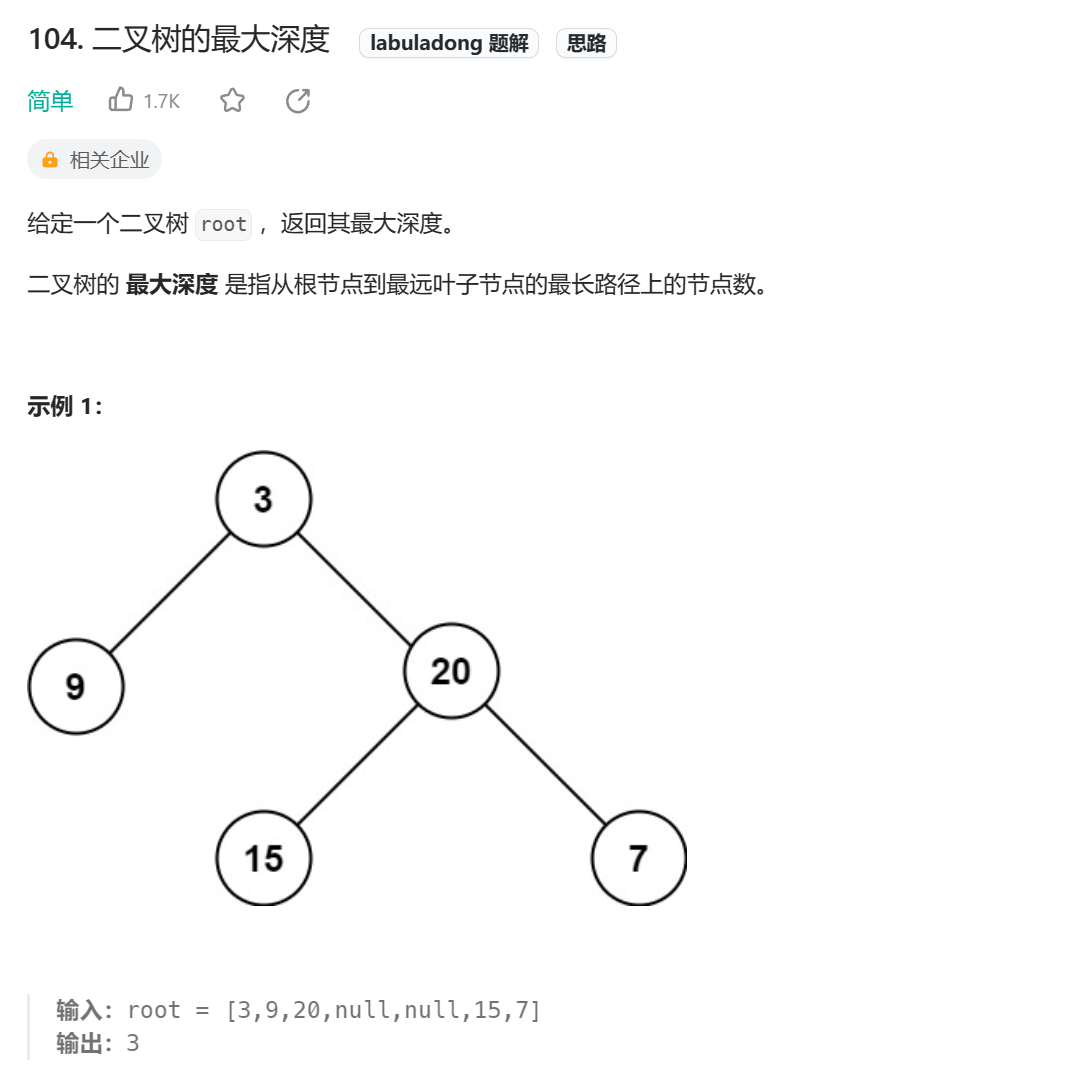 104. 二叉树的最大深度 labuladong 题解 思路
简单 1.7K
相关企业
给定一个二叉树 root ，返回其最大深度。
二叉树的 最大深度 是指从根节点到最远叶子节点的最长路径上的节点数。
示例 1：
3
9
20
15
7
输入：root = [3,9,20,null,null,15,7]
输出：3